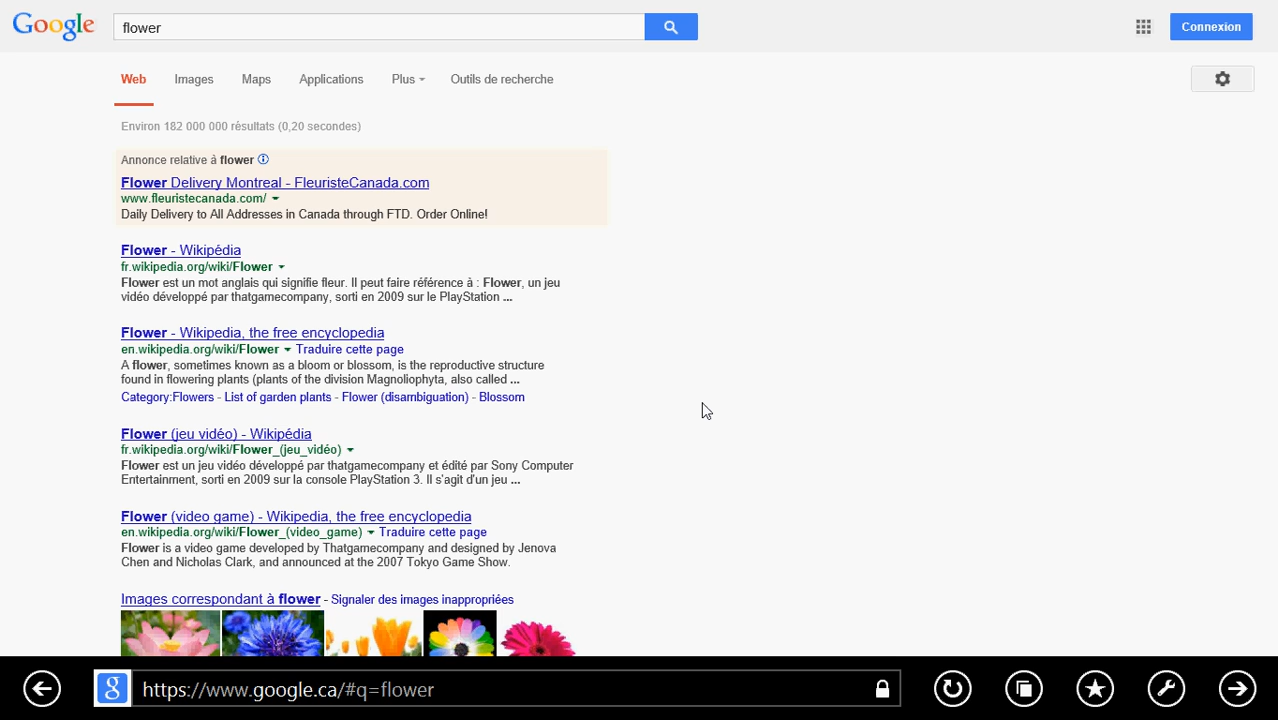 Google
flower
Connexion
Web Images Maps Applications Plus Outils de recherche
Environ 182 000 000 résultats (0,20 secondes)
Annonce relative à flower
Flower Delivery Montreal - FleuristeCanada.com
www.fleuristecanada.com/
Daily Delivery to All Addresses in Canada through FTD. Order Online!
Flower - Wikipédia
fr.wikipedia.org/wiki/Flower
Flower est un mot anglais qui signifie fleur. Il peut faire référence à : Flower, un jeu
vidéo développé par thatgamecompany, sorti en 2009 sur le PlayStation ...
Flower - Wikipedia, the free encyclopedia
en.wikipedia.org/wiki/Flower Traduire cette page
A flower, sometimes known as a bloom or blossom, is the reproductive structure
found in flowering plants (plants of the division Magnoliophyta, also called ...
Category:Flowers - List of garden plants - Flower (disambiguation) - Blossom
Flower (jeu vidéo) - Wikipédia
fr.wikipedia.org/wiki/Flower_(jeu_vidéo)
Flower est un jeu vidéo développé par thatgamecompany et édité par Sony Computer
Entertainment, sorti en 2009 sur la console PlayStation 3. Il s'agit d'un jeu ...
Flower (video game) - Wikipedia, the free encyclopedia
en.wikipedia.org/wiki/Flower_(video_game) Traduire cette page
Flower is a video game developed by Thatgamecompany and designed by Jenova
Chen and Nicholas Clark, and announced at the 2007 Tokyo Game Show.
Images correspondant à flower - Signaler des images inappropriées
g https://www.google.ca/#q=flower